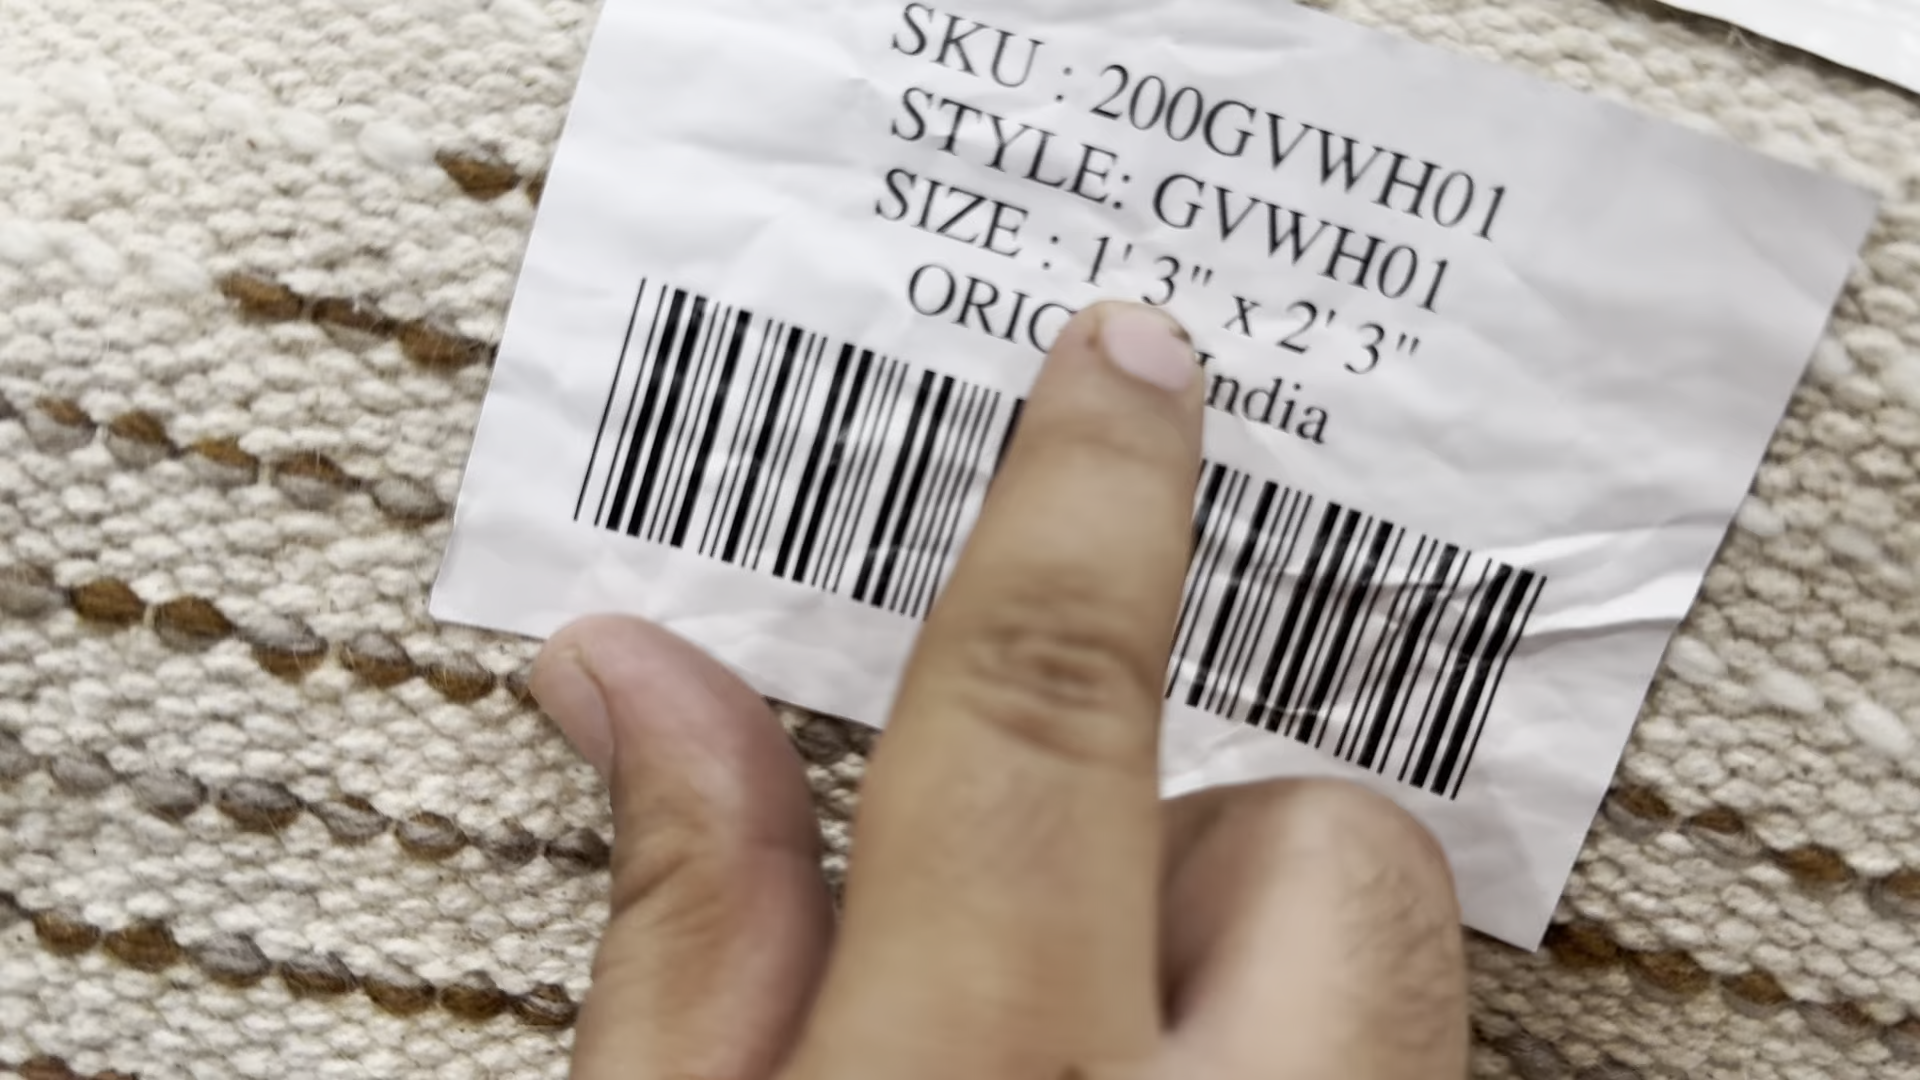 SKU : 200GVWH01
STYLE: GVWH01
SIZE : 1' 3" x 2' 3"
India